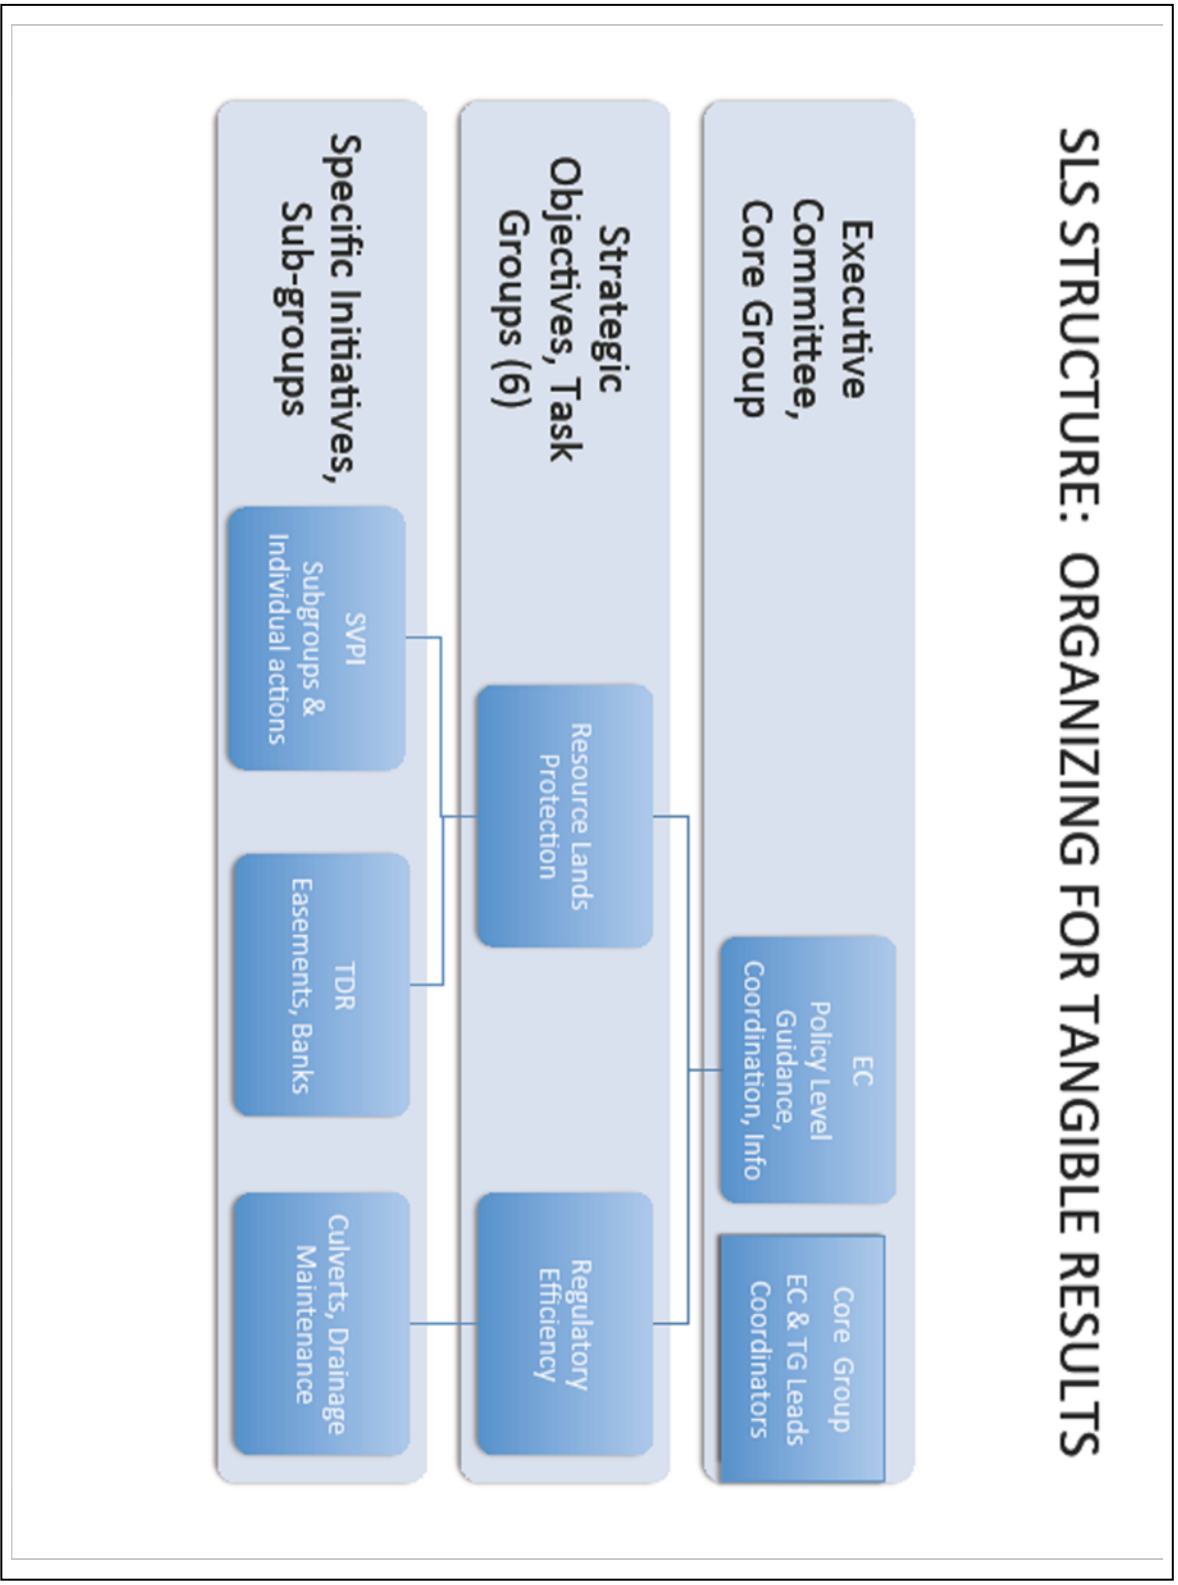 SLS STRUCTURE: ORGANIZING FOR TANGIBLE RESULTS
Executive
Committee,
Core Group
EC
Policy Level
Guidance,
Coordination, Info
Core Group
EC & TG Leads
Coordinators
Strategic
Objectives, Task
Groups (6)
Resource Lands
Protection
Regulatory
Efficiency
Specific Initiatives,
Sub-groups
SVPI
Subgroups &
Individual actions
TDR
Easements, Banks
Culverts, Drainage
Maintenance